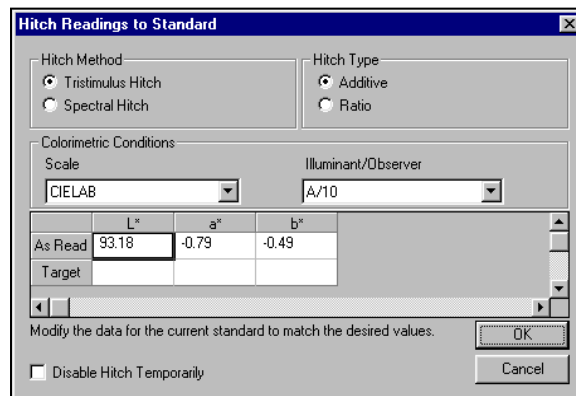 Hitch Readings to Standard
Hitch Method
Tristimulus Hitch
Spectral Hitch
Hitch Type
Additive
Ratio
Colorimetric Conditions
Scale
Illuminant/Observer
CIELAB
A/10
L* a* b*
As Read 93.18 -0.79 -0.49
Target
Modify the data for the current standard to match the desired values.
OK
Disable Hitch Temporarily
Cancel